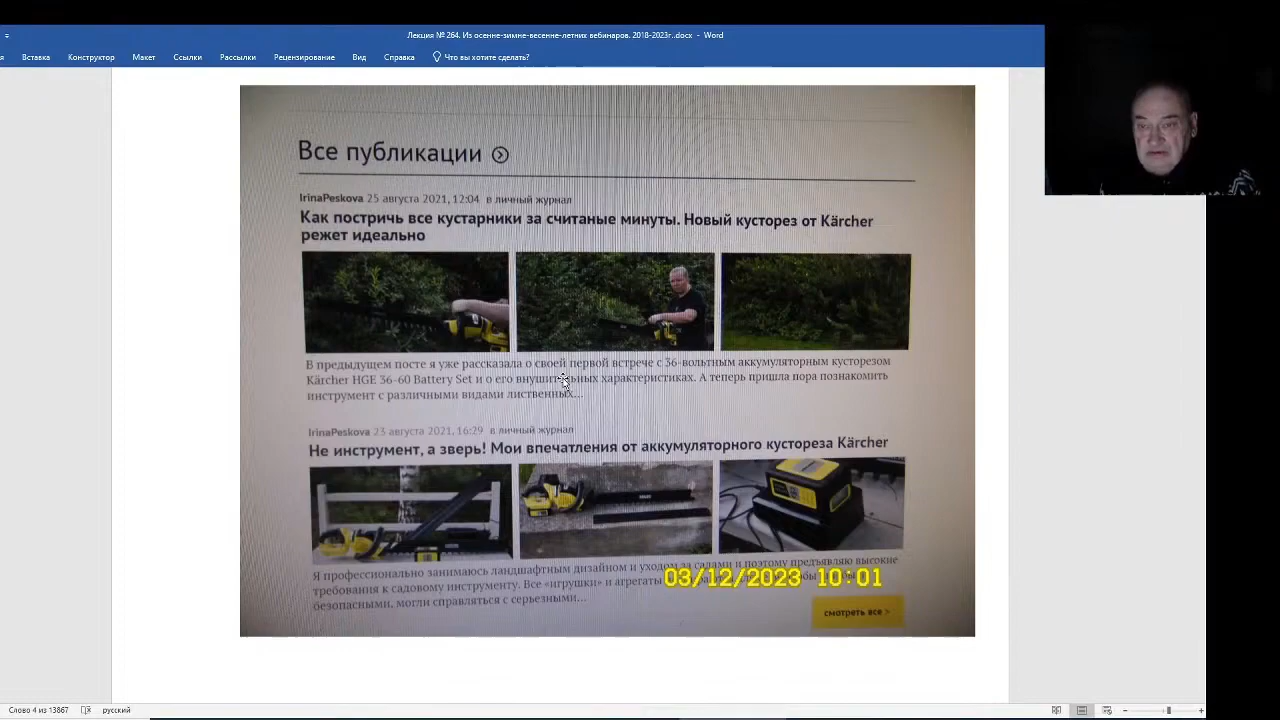 Лекция № 264. Из осенне-зимне-весенне-летних вебинаров. 2018-2023г..docx - Word
Вставка Конструктор Макет Ссылки Рассылки Рецензирование Вид Справка Что вы хотите сделать?
Все публикации
IrinaPeskova 25 августа 2021, 12:04 в личный журнал
Как постричь все кустарники за считаные минуты. Новый кусторез от Kärcher
режет идеально
В предыдущем посте я уже рассказала о своей первой встрече с 36-вольтным аккумуляторным кусторезом
Kärcher HGE 36-60 Battery Set и о его внушительных характеристиках. А теперь пришла пора познакомить
инструмент с различными видами лиственных...
IrinaPeskova 23 августа 2021, 16:29 в личный журнал
Не инструмент, а зверь! Мои впечатления от аккумуляторного кустореза Kärcher
Я профессионально занимаюсь ландшафтным дизайном и уходом за садами и поэтому предъявляю высокие
требования к садовому инструменту. Все «игрушки» и агрегаты
03/12/2023 10:01
безопасными, могли справляться с серьезными...
смотреть все >
Слово 4 из 13867 русский